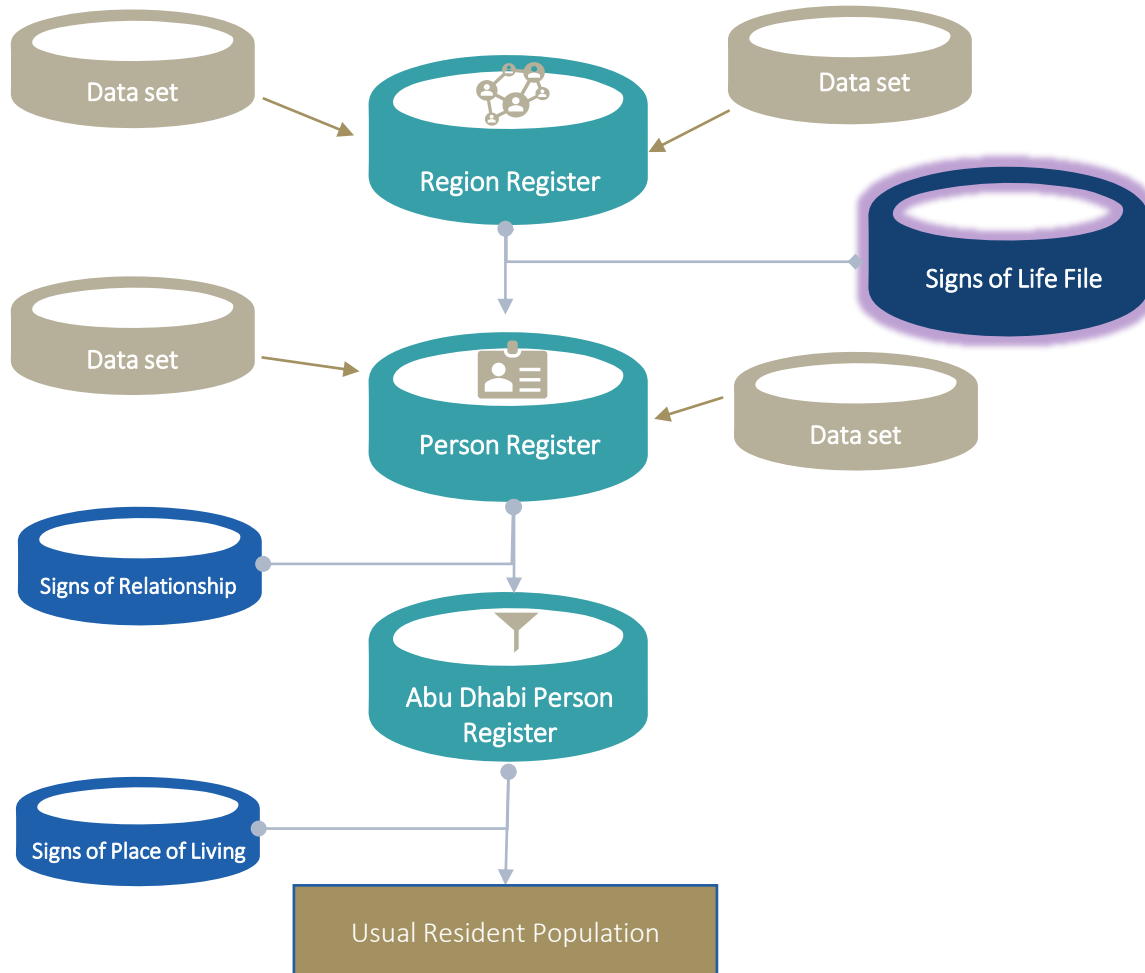 Data set
Data set
Region Register
Signs of Life File
Data set
Person Register
Data set
Signs of Relationship
Abu Dhabi Person
Register
Signs of Place of Living
Usual Resident Population